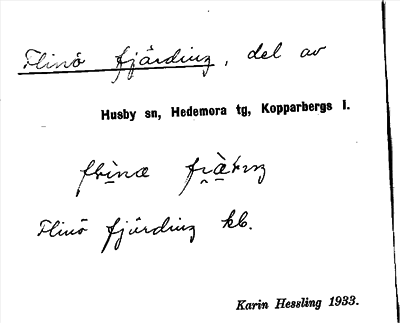 Flinö fjärding, del av
Husby sn, Hedemora tg, Kopparbergs l.
Flinö fjärding kb.
Karin Hessling 1933.